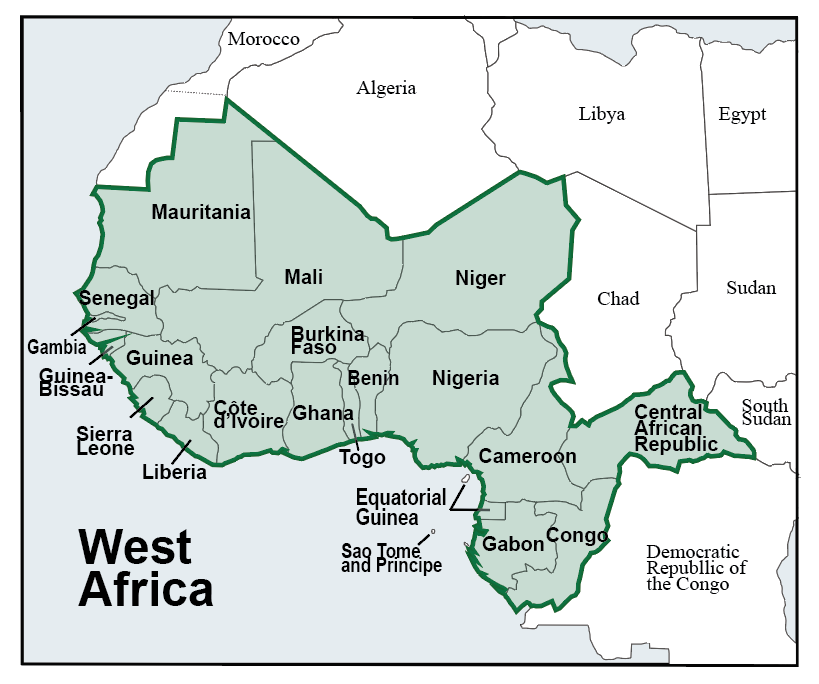 Morocco
Algeria
Libya
Egypt
Mauritania
Mali
Niger
Chad
Sudan
Senegal
Gambia
Guinea-
Bissau
Guinea
Burkina
Faso
Benin
Nigeria
Côte
d'Ivoire
Ghana
Togo
Sierra
Leone
Liberia
Central
African
Republic
South
Sudan
Cameroon
Equatorial
Guinea
Sao Tome
and Principe
Gabon
Congo
Democratic
Republlic of
the Congo
West
Africa